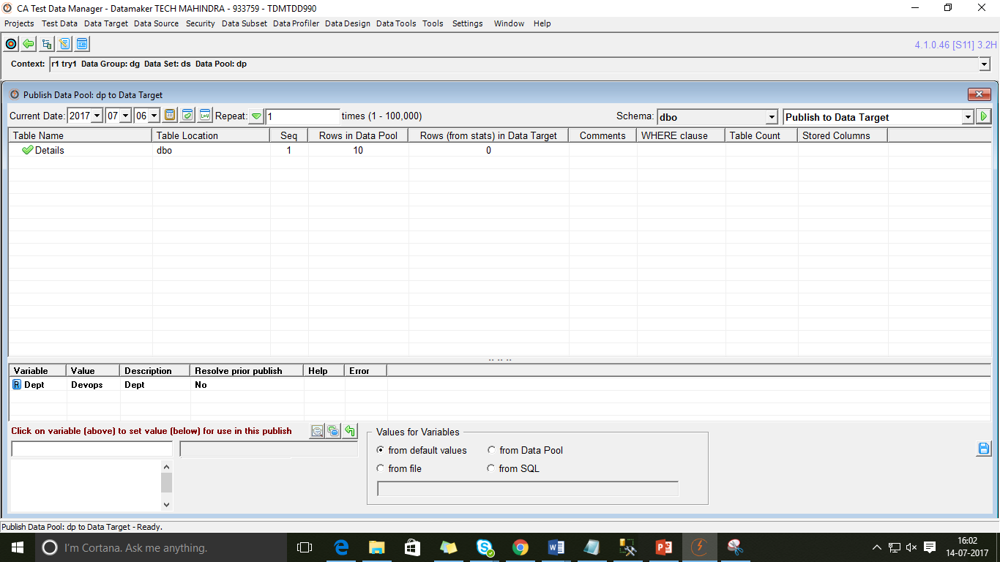 CA Test Data Manager - Datamaker TECH MAHINDRA - 933759 - TDMTDD990
Projects Test Data Data Target Data Source Security Data Subset Data Profiler Data Design Data Tools Tools Settings Window Help
4.1.0.46 [S11] 3.2H
Context: r1 try1 Data Group: dg Data Set: ds Data Pool: dp
Publish Data Pool: dp to Data Target
Current Date: 2017 07 06 LoV Repeat: 1 times (1 - 100,000) Schema: dbo Publish to Data Target
Table Name Table Location Seq Rows in Data Pool Rows (from stats) in Data Target Comments WHERE clause Table Count Stored Columns
Details dbo 1 10 0
Variable Value Description Resolve prior publish Help Error
R Dept Devops Dept No
Click on variable (above) to set value (below) for use in this publish
Values for Variables
from default values from Data Pool
from file from SQL
Publish Data Pool: dp to Data Target - Ready.
I'm Cortana. Ask me anything.
16:02
14-07-2017